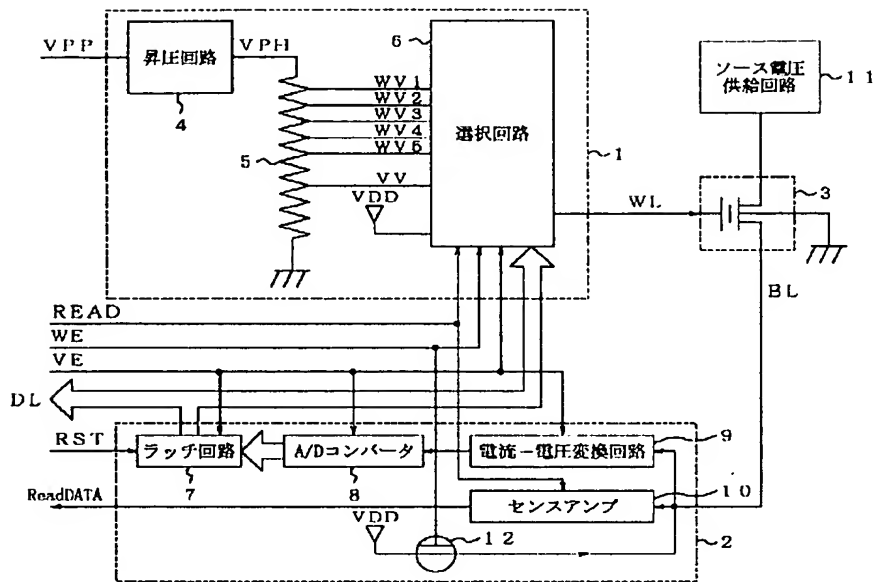 VPP
昇圧回路
4
VPH
5
WV1
WV2
WV3
WV4
WV5
VV
VDD
6
選択回路
1
ソース電圧
供給回路
11
WL
3
BL
READ
WE
VE
DL
RST
ラッチ回路
7
A/Dコンバータ
8
電流-電圧変換回路
9
ReadDATA
センスアンプ
10
VDD
12
2